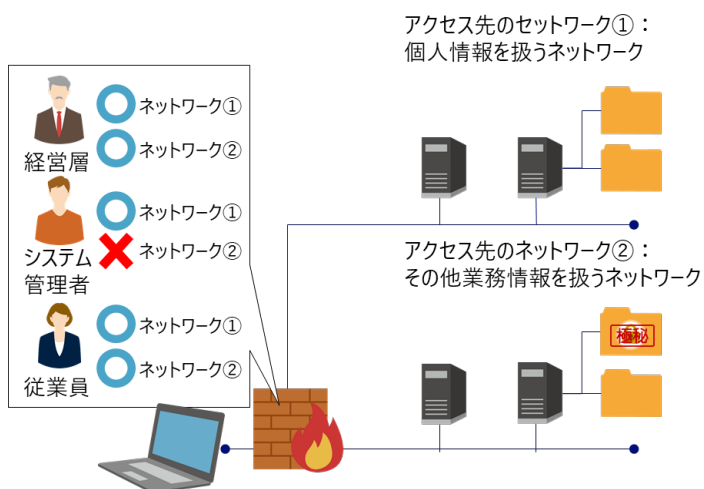 アクセス先のセットワーク①：
個人情報を扱うネットワーク
経営層
ネットワーク①
ネットワーク②
システム
管理者
ネットワーク①
ネットワーク②
従業員
ネットワーク①
ネットワーク②
アクセス先のネットワーク②：
その他業務情報を扱うネットワーク
極秘